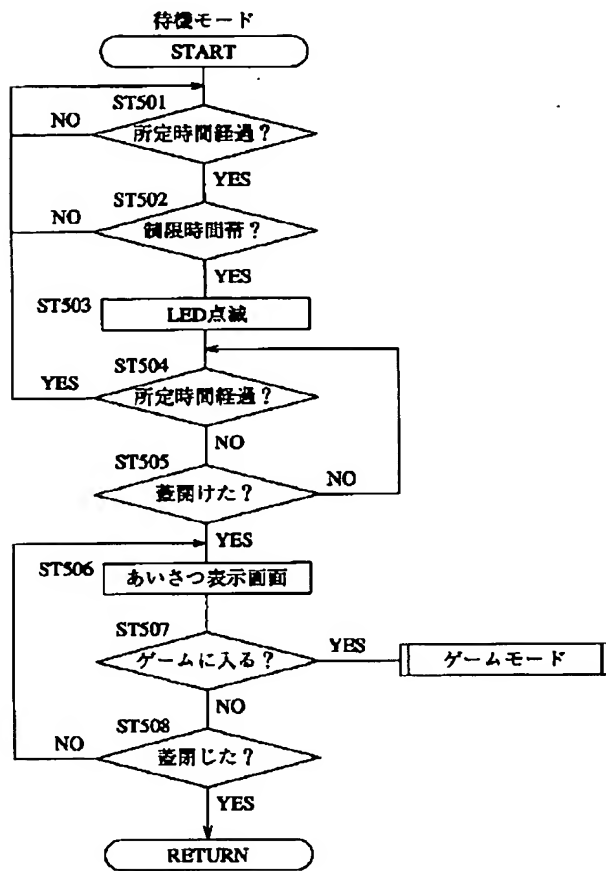 待機モード
START
ST501
NO
所定時間経過？
YES
ST502
NO
制限時間帯？
YES
ST503
LED点滅
ST504
YES
所定時間経過？
NO
ST505
NO
蓋開けた？
YES
ST506
あいさつ表示画面
ST507
YES
ゲームに入る？
ゲームモード
NO
ST508
NO
蓋閉じた？
YES
RETURN